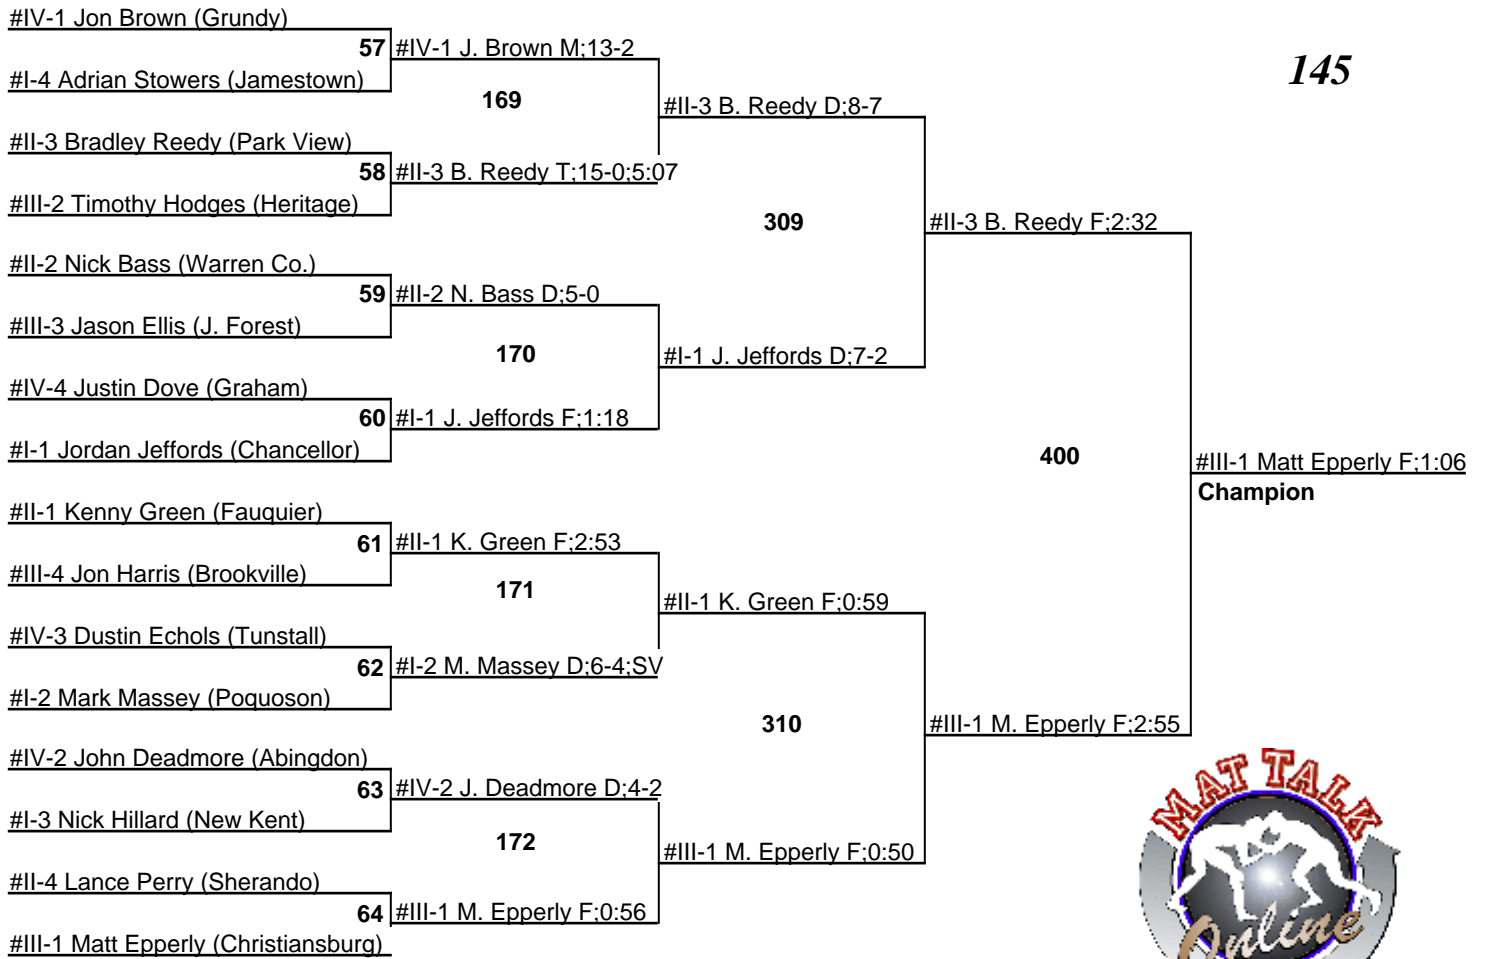 #IV-1 Jon Brown (Grundy)
57 #IV-1 J. Brown M;13-2
#I-4 Adrian Stowers (Jamestown)
145
169
#II-3 B. Reedy D;8-7
#II-3 Bradley Reedy (Park View)
58 #II-3 B. Reedy T;15-0;5:07
#III-2 Timothy Hodges (Heritage)
309
#II-3 B. Reedy F;2:32
#II-2 Nick Bass (Warren Co.)
59 #II-2 N. Bass D;5-0
#III-3 Jason Ellis (J. Forest)
170
#I-1 J. Jeffords D;7-2
#IV-4 Justin Dove (Graham)
60 #I-1 J. Jeffords F;1:18
#I-1 Jordan Jeffords (Chancellor)
400
#III-1 Matt Epperly F;1:06
Champion
#II-1 Kenny Green (Fauquier)
61 #II-1 K. Green F;2:53
#III-4 Jon Harris (Brookville)
171
#II-1 K. Green F;0:59
#IV-3 Dustin Echols (Tunstall)
62 #I-2 M. Massey D;6-4;SV
#I-2 Mark Massey (Poquoson)
310
#III-1 M. Epperly F;2:55
#IV-2 John Deadmore (Abingdon)
63 #IV-2 J. Deadmore D;4-2
#I-3 Nick Hillard (New Kent)
172
#III-1 M. Epperly F;0:50
#II-4 Lance Perry (Sherando)
64 #III-1 M. Epperly F;0:56
#III-1 Matt Epperly (Christiansburg)
MAT TALK
Online